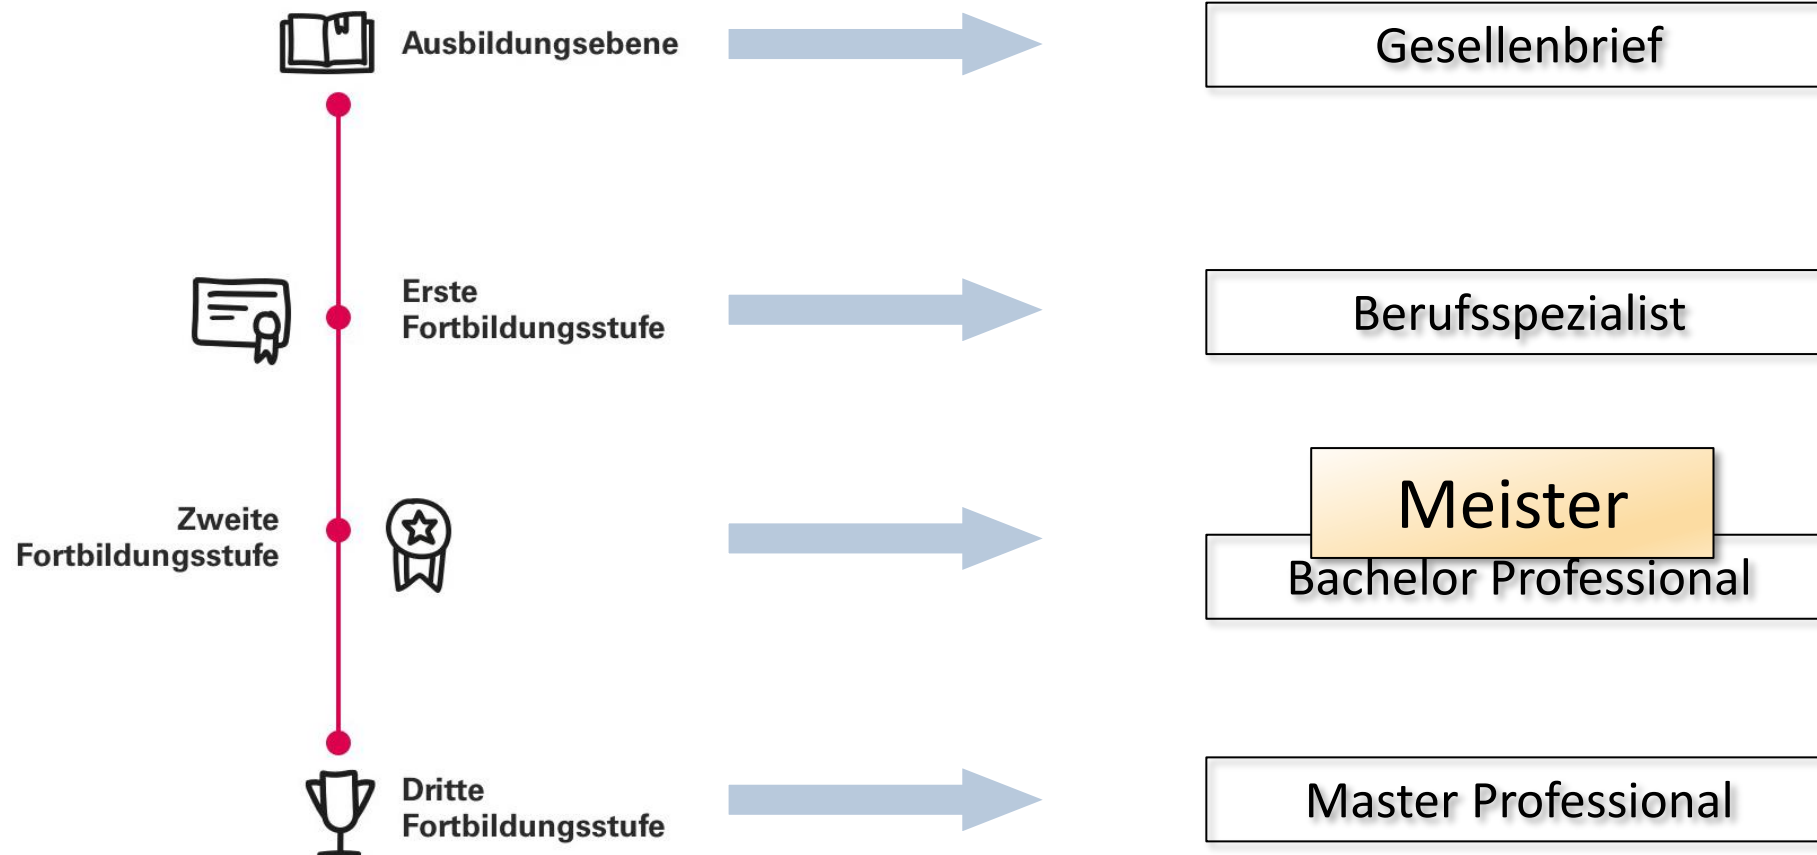 Ausbildungsebene
Gesellenbrief
Erste
Fortbildungsstufe
Berufsspezialist
Zweite
Fortbildungsstufe
Meister
Bachelor Professional
Dritte
Fortbildungsstufe
Master Professional